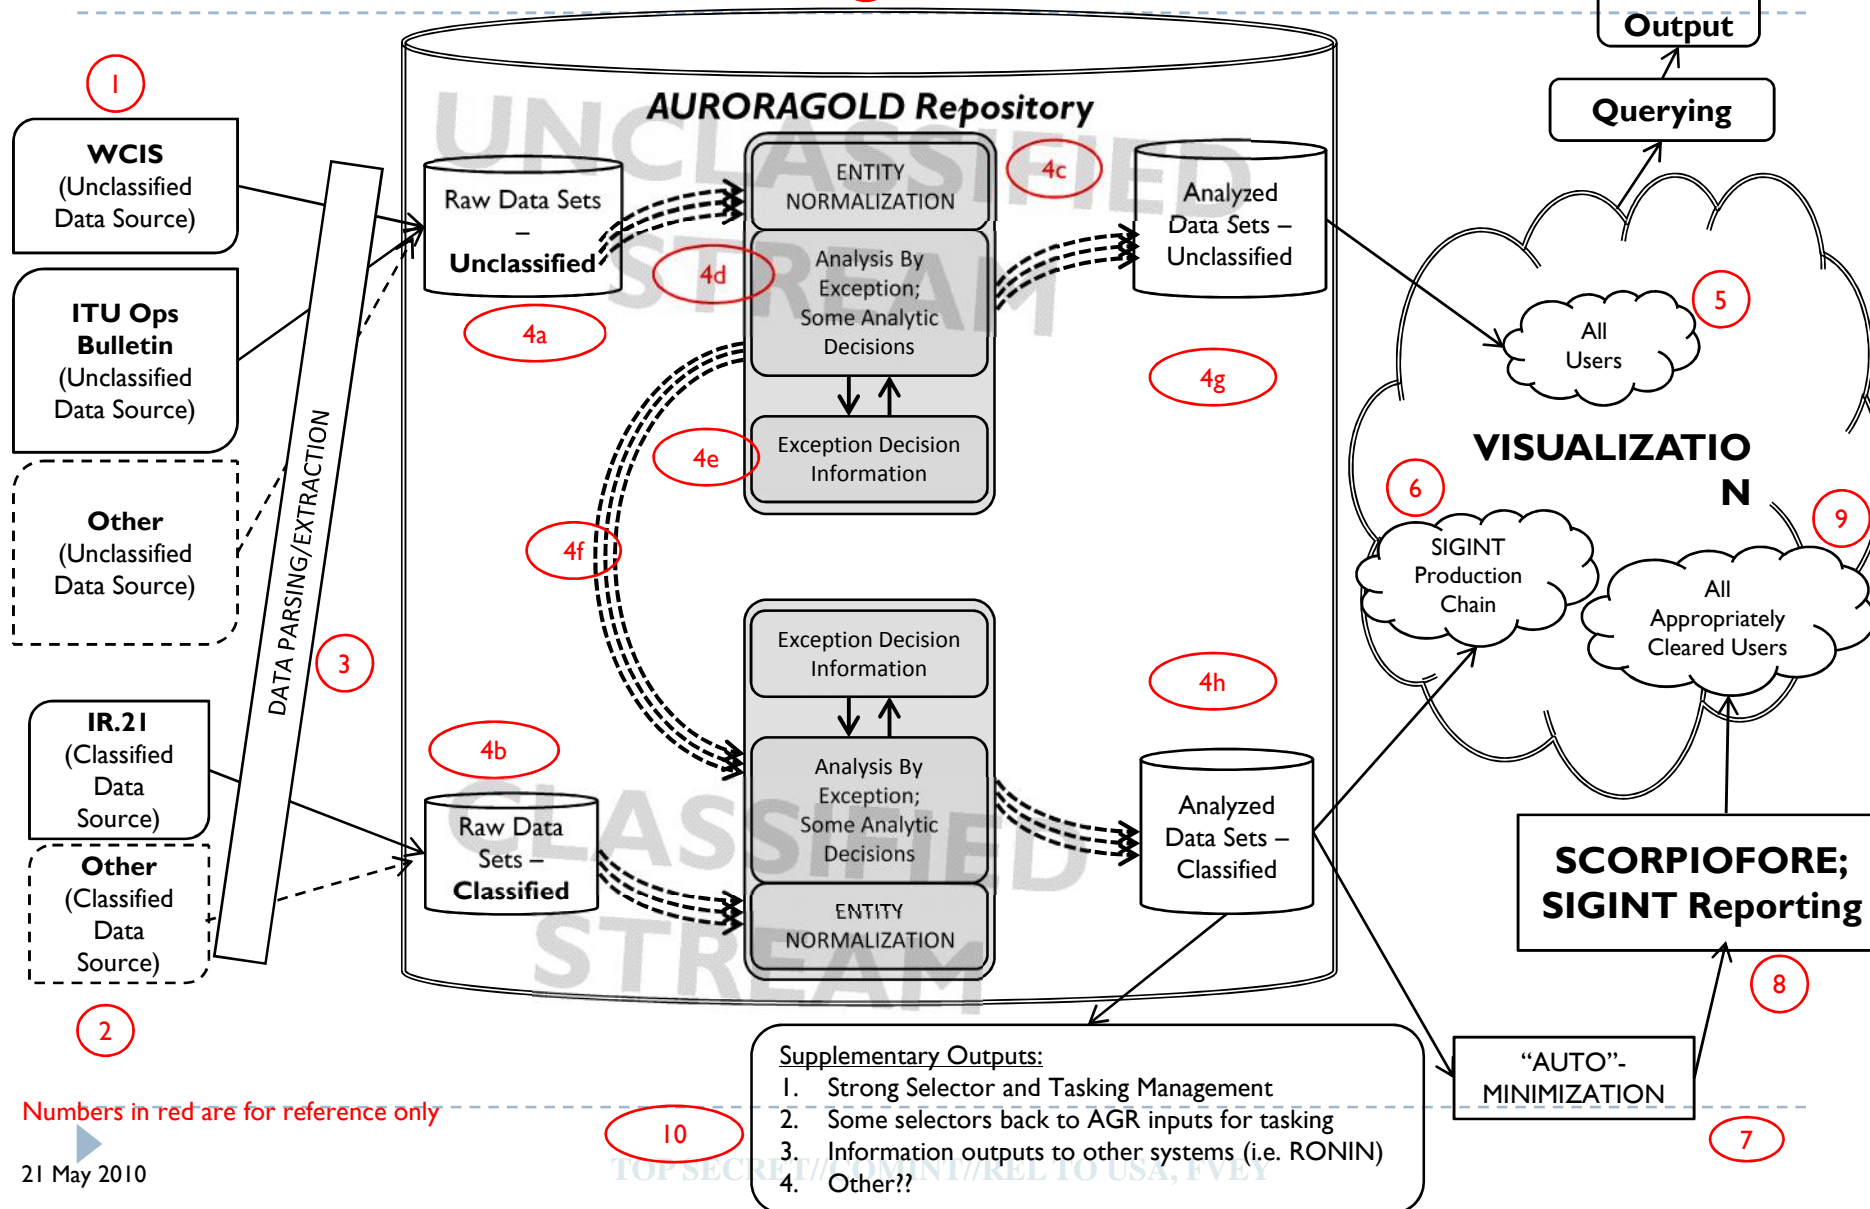 Output
Querying
1
WCIS
(Unclassified
Data Source)
ITU Ops
Bulletin
(Unclassified
Data Source)
Other
(Unclassified
Data Source)
IR.21
(Classified
Data
Source)
Other
(Classified
Data
Source)
2
DATA PARSING/EXTRACTION
3
AURORAGOLD Repository
UNCLASSIFIED
STREAM
Raw Data Sets
–
Unclassified
4a
ENTITY
NORMALIZATION
4c
4d
Analysis By
Exception;
Some Analytic
Decisions
4e
Exception Decision
Information
Analyzed
Data Sets –
Unclassified
4g
4f
Exception Decision
Information
4h
4b
CLASSIFIED
STREAM
Raw Data
Sets –
Classified
Analysis By
Exception;
Some Analytic
Decisions
ENTITY
NORMALIZATION
Analyzed
Data Sets –
Classified
All
Users
5
VISUALIZATIO
N
6
SIGINT
Production
Chain
9
All
Appropriately
Cleared Users
SCORPIOFORE;
SIGINT Reporting
8
"AUTO"-
MINIMIZATION
7
10
Supplementary Outputs:
1. Strong Selector and Tasking Management
2. Some selectors back to AGR inputs for tasking
3. Information outputs to other systems (i.e. RONIN)
4. Other??
Numbers in red are for reference only
21 May 2010
TOP SECRET//COMINT//REL TO USA, FVEY